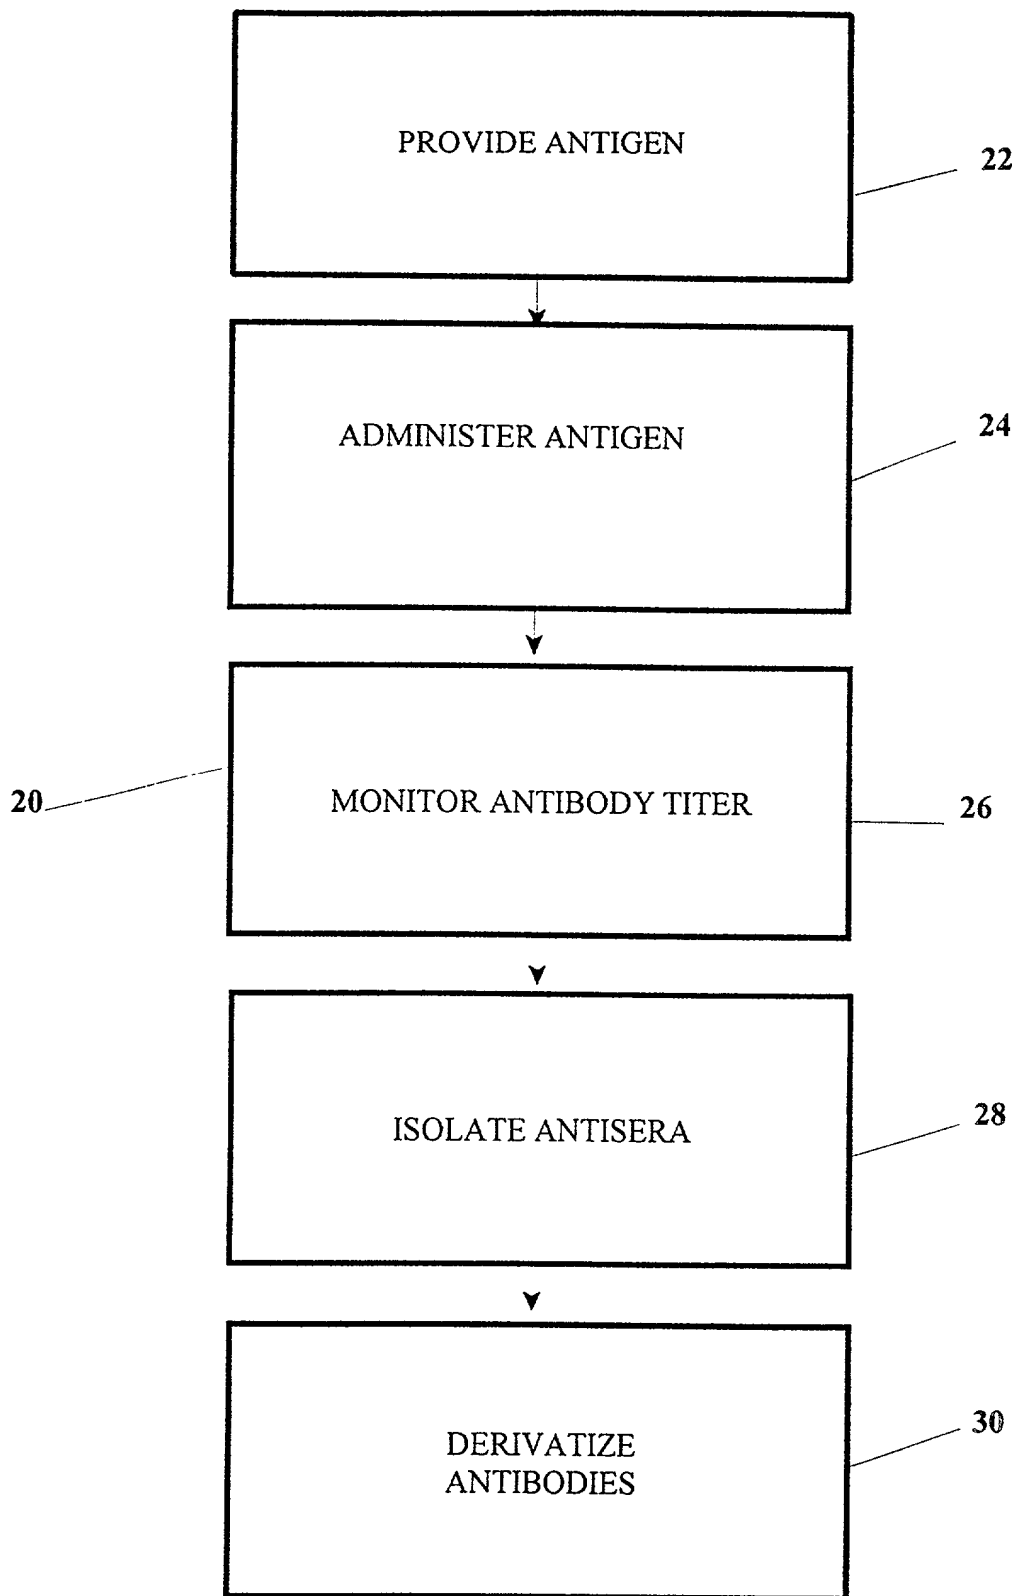 PROVIDE ANTIGEN
22
ADMINISTER ANTIGEN
24
20
MONITOR ANTIBODY TITER
26
ISOLATE ANTISERA
28
DERIVATIZE
ANTIBODIES
30